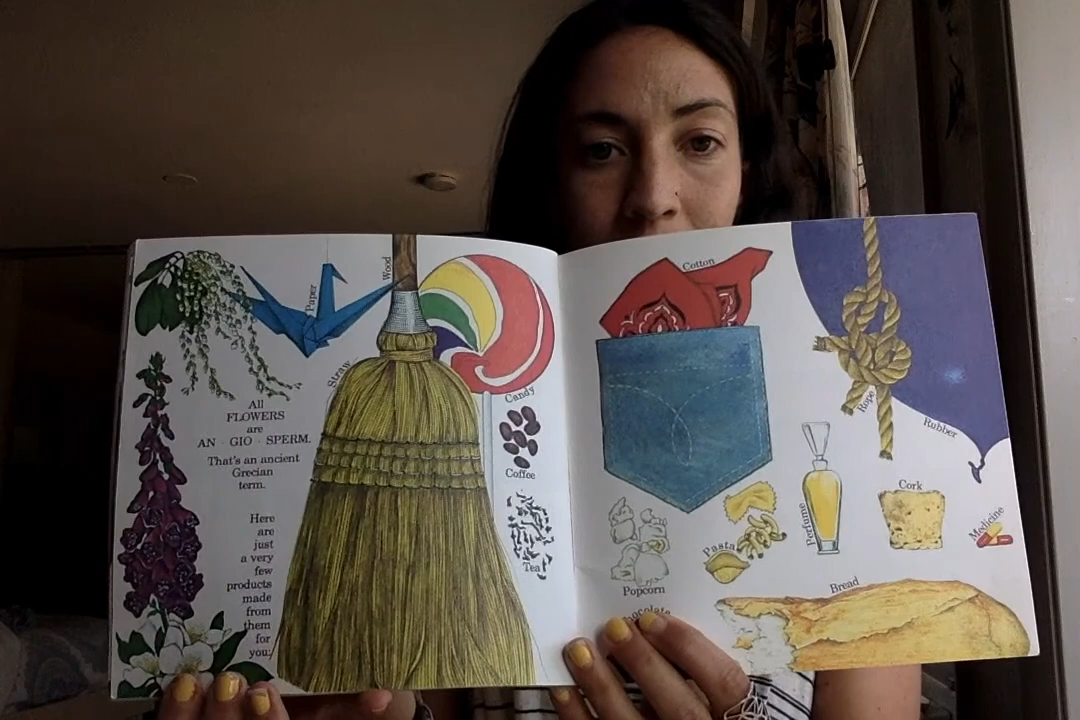 All
FLOWERS
are
AN · GIO · SPERM.
That's an ancient
Grecian
term.
Here
are
just
a very
few
products
made
from
them
for
you:
Paper
Wood
Straw
Candy
Coffee
Tea
Cotton
Rope
Rubber
Popcorn
Pasta
Perfume
Cork
Medicine
Bread